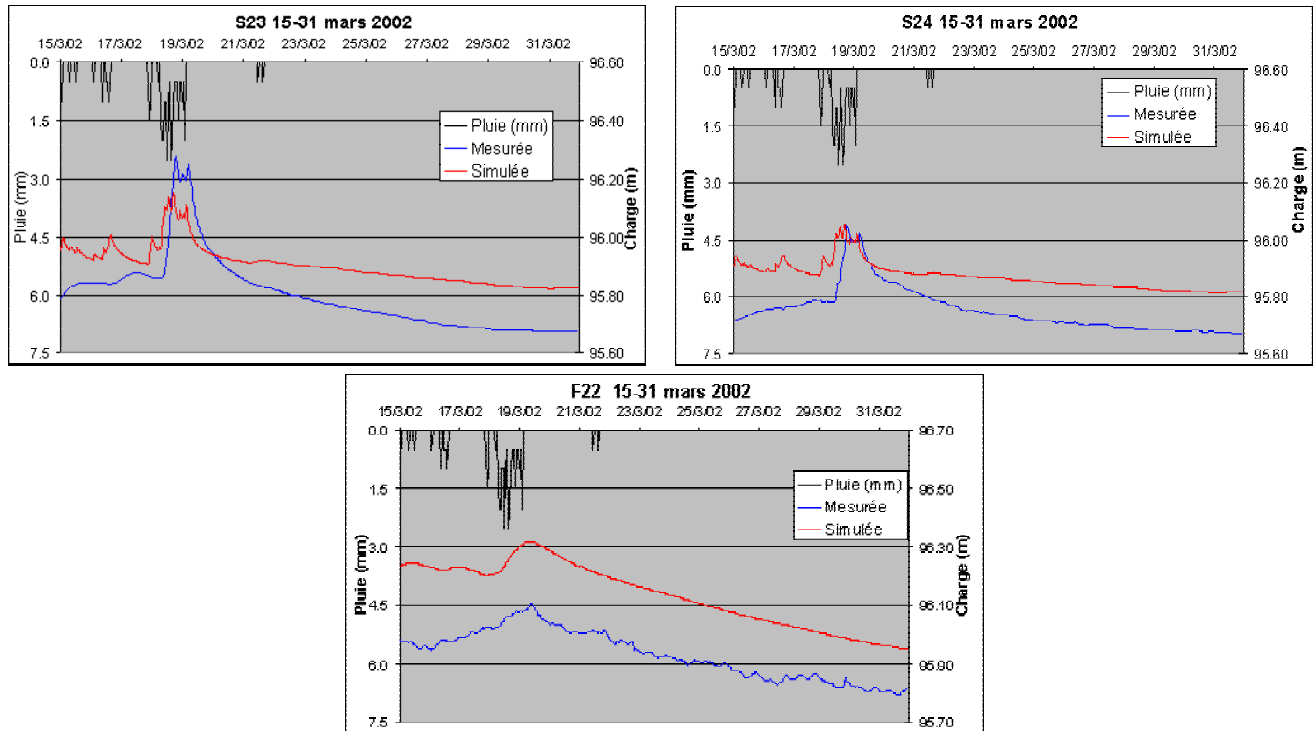 S23 15-31 mars 2002
15/3/02 17/3/02 19/3/02 21/3/02 23/3/02 25/3/02 27/3/02 29/3/02 31/3/02
0.0
1.5
3.0
4.5
6.0
7.5
Pluie (mm)
96.60
96.40
96.20
96.00
95.80
95.60
Charge (m)
Pluie (mm)
Mesurée
Simulée
S24 15-31 mars 2002
15/3/02 17/3/02 19/3/02 21/3/02 23/3/02 25/3/02 27/3/02 29/3/02 31/3/02
0.0
1.5
3.0
4.5
6.0
7.5
Pluie (mm)
96.60
96.40
96.20
96.00
95.80
95.60
Charge (m)
Pluie (mm)
Mesurée
Simulée
F22 15-31 mars 2002
15/3/02 17/3/02 19/3/02 21/3/02 23/3/02 25/3/02 27/3/02 29/3/02 31/3/02
0.0
1.5
3.0
4.5
6.0
7.5
Pluie (mm)
96.70
96.50
96.30
96.10
95.90
95.70
Charge (m)
Pluie (mm)
Mesurée
Simulée